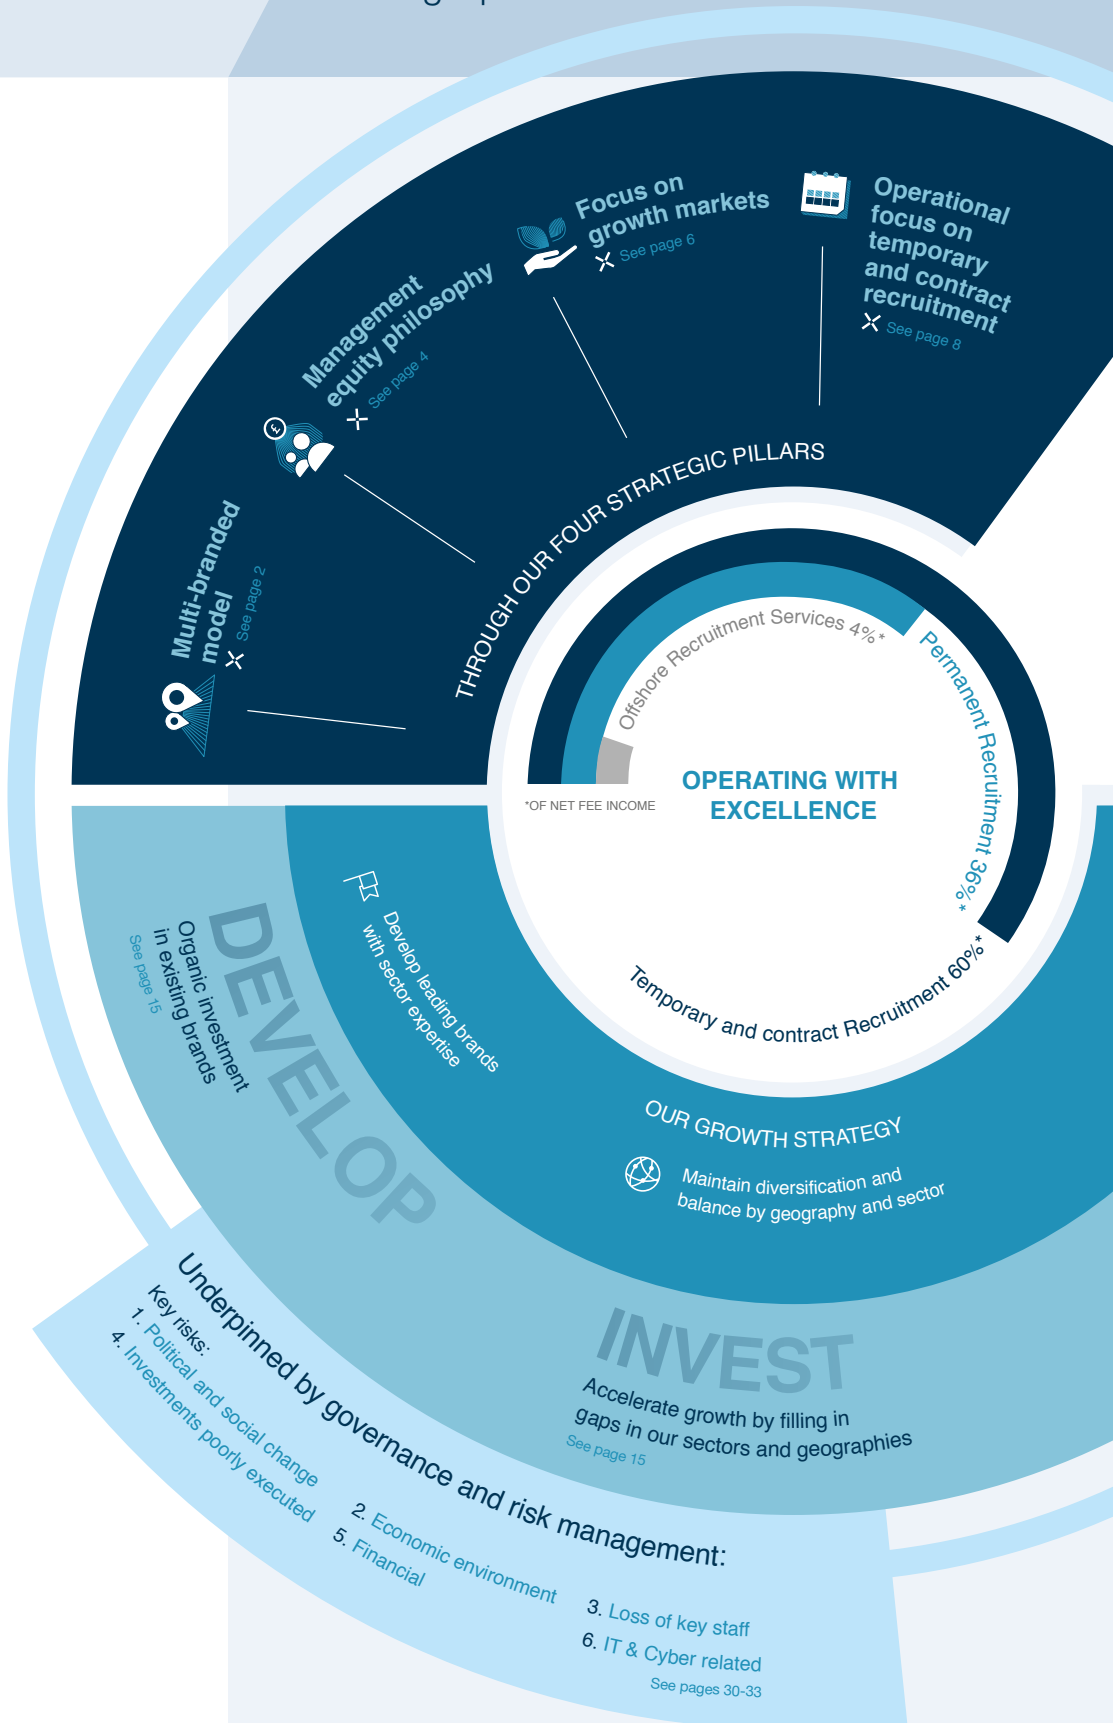 Multi-branded
model
See page 2
Management
equity philosophy
See page 4
Focus on
growth markets
See page 6
Operational
focus on
temporary
and contract
recruitment
See page 8
THROUGH OUR FOUR STRATEGIC PILLARS
Offshore Recruitment Services 4%*
Permanent Recruitment 36%*
Temporary and contract Recruitment 60%*
*OF NET FEE INCOME
OPERATING WITH
EXCELLENCE
DEVELOP
Organic investment
in existing brands
See page 15
Develop leading brands
with sector expertise
OUR GROWTH STRATEGY
Maintain diversification and
balance by geography and sector
INVEST
Accelerate growth by filling in
gaps in our sectors and geographies
See page 15
Underpinned by governance and risk management:
Key risks:
1. Political and social change
2. Economic environment
3. Loss of key staff
4. Investments poorly executed
5. Financial
6. IT & Cyber related
See pages 30-33